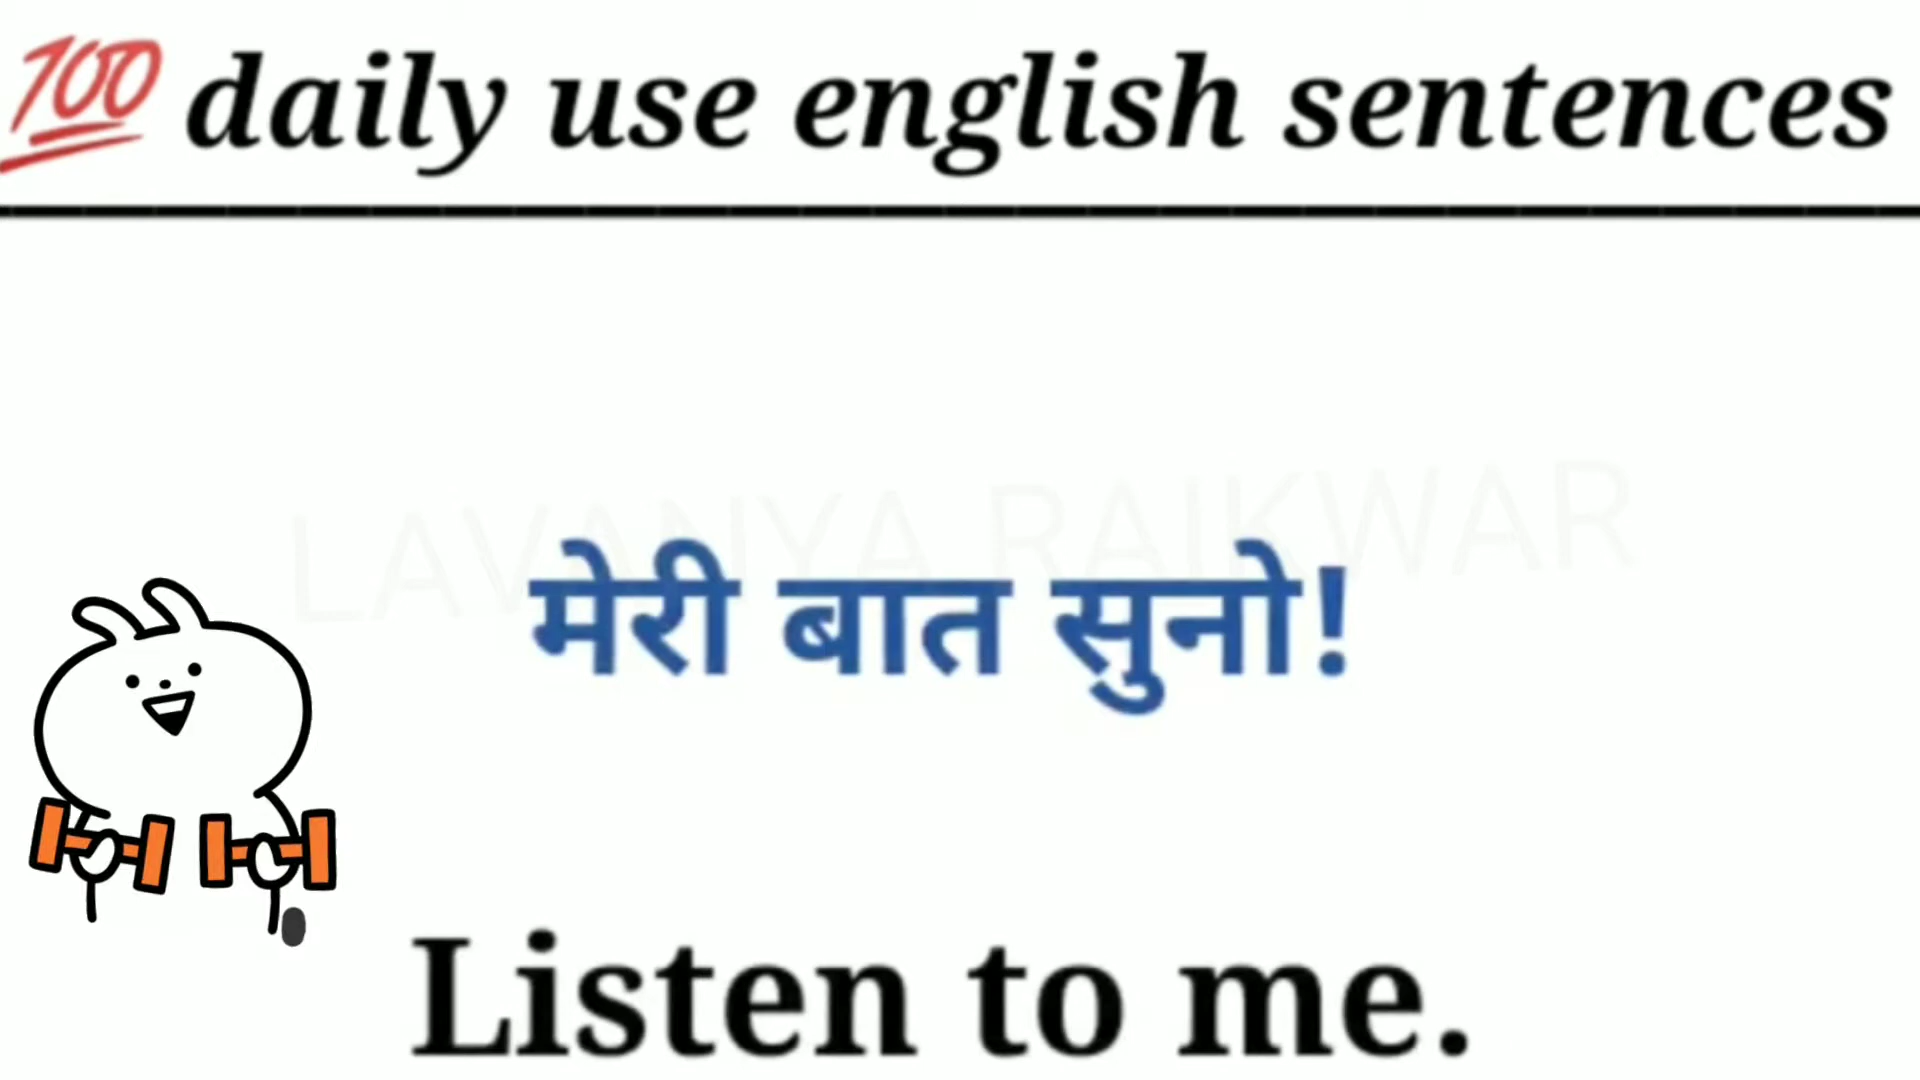 💯 daily use english sentences
LAVANYA RAIKWAR
मेरी बात सुनो!
Listen to me.